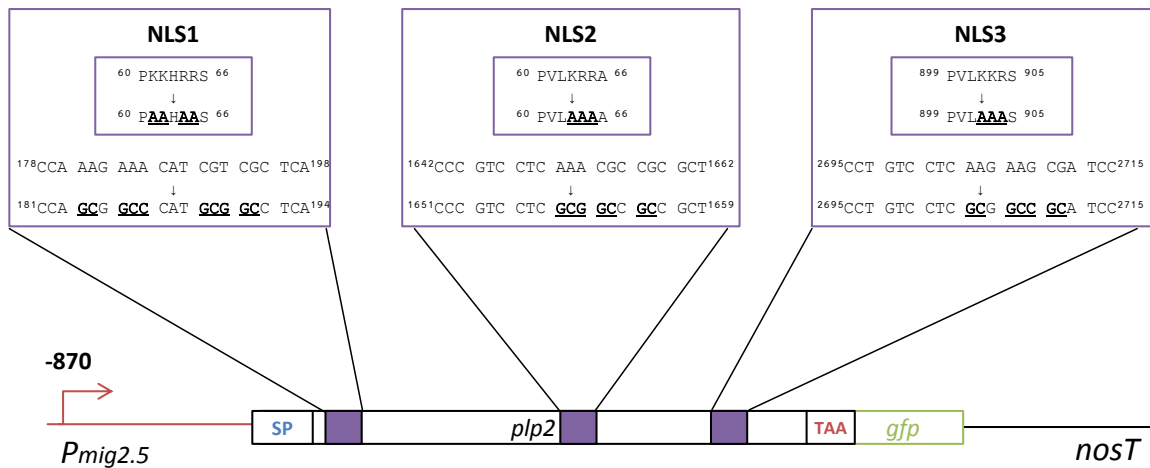 NLS1
60 PKKHRRS 66
↓
60 PAAHAAS 66
178CCA AAG AAA CAT CGT CGC TCA198
↓
181CCA GCG GCC CAT GCG GCC TCA194
NLS2
60 PVLKRRA 66
↓
60 PVLAAAA 66
1642CCC GTC CTC AAA CGC CGC GCT1662
↓
1651CCC GTC CTC GCG GCC GCC GCT1659
NLS3
899 PVLKKRS 905
↓
899 PVLAAAS 905
2695CCT GTC CTC AAG AAG CGA TCC2715
↓
2695CCT GTC CTC GCG GCC GCA TCC2715
-870
Pmig2.5
SP
plp2
TAA
gfp
nosT